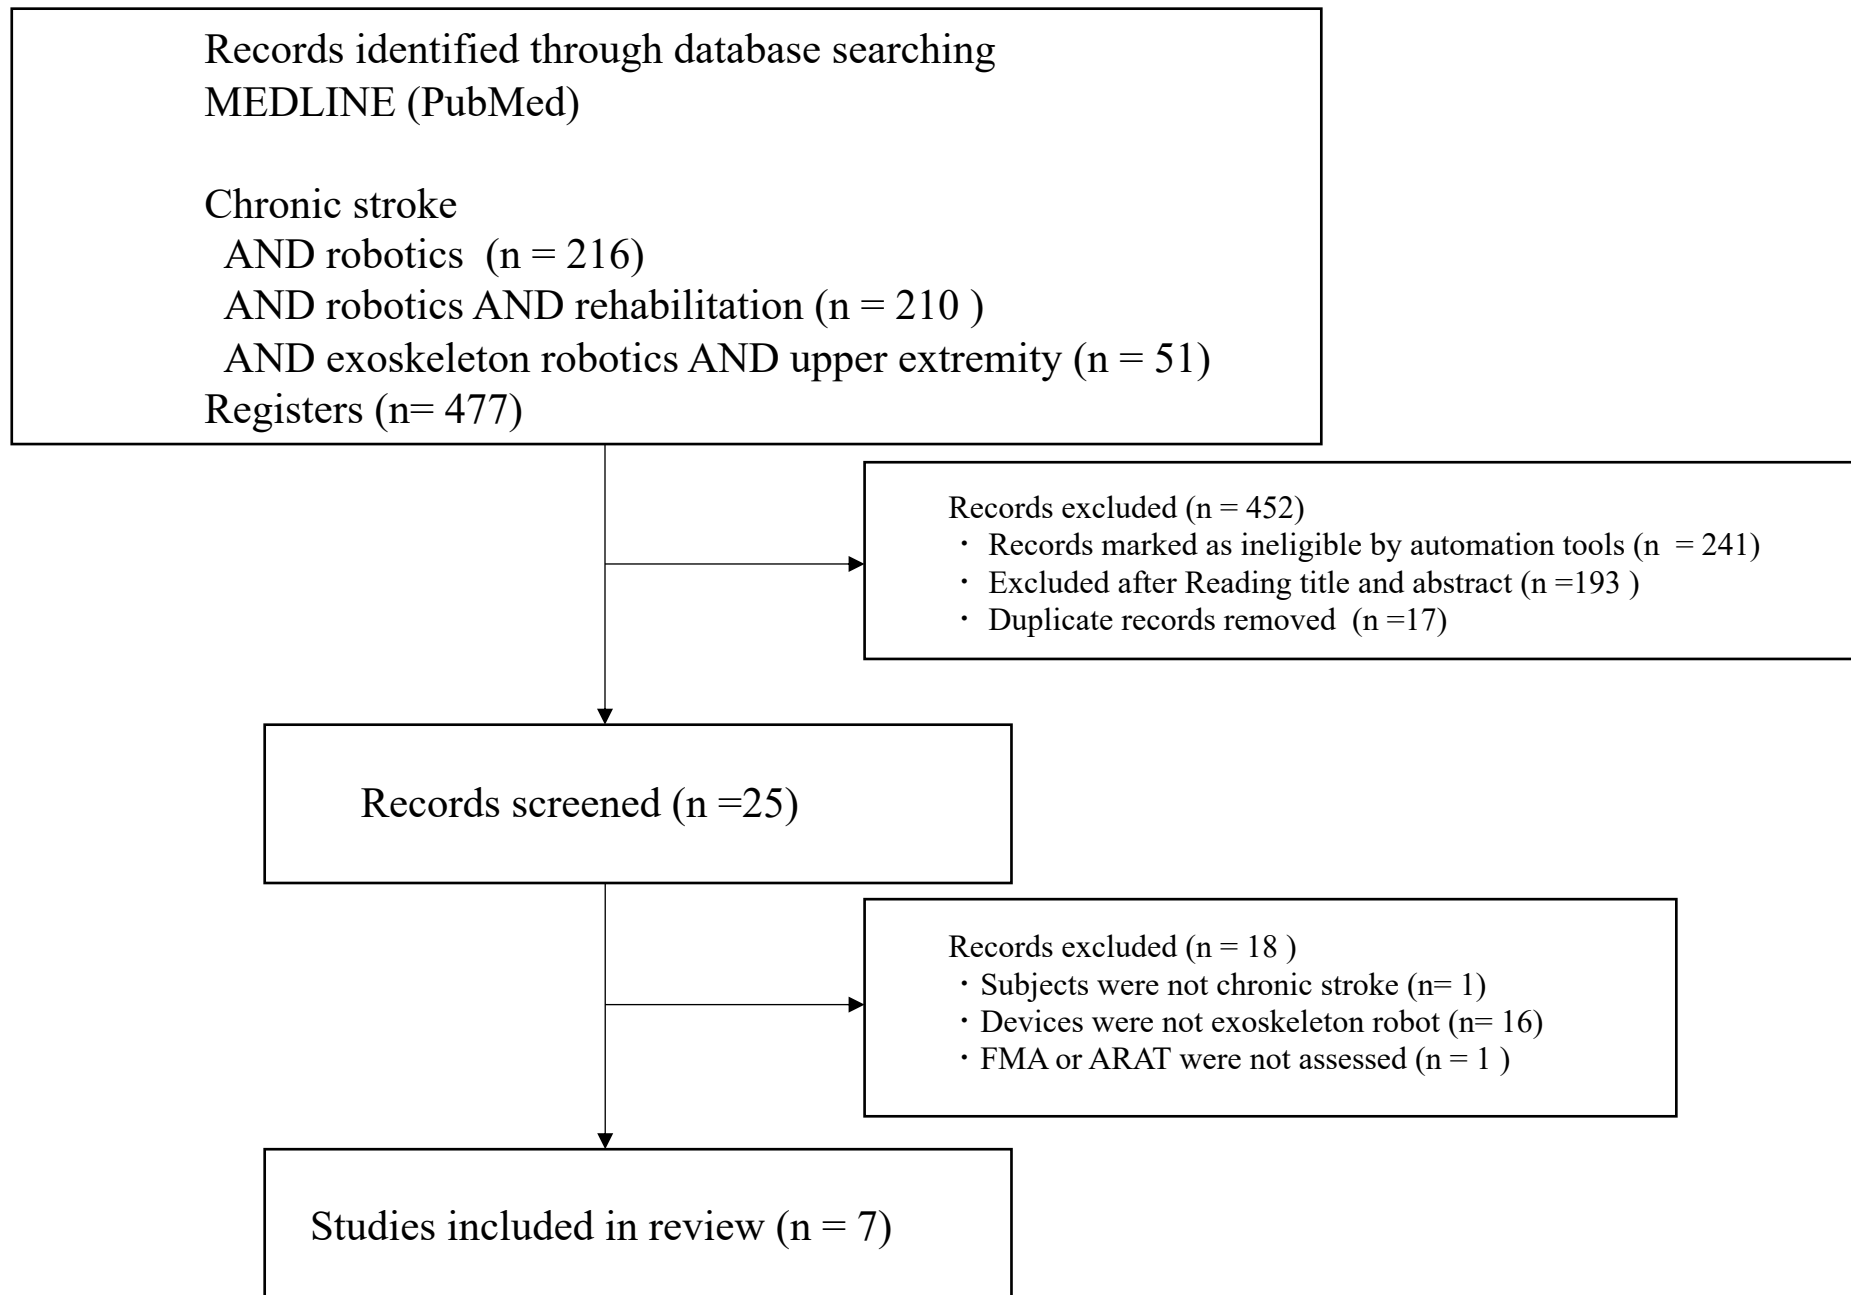 Records identified through database searching
MEDLINE (PubMed)
Chronic stroke
AND robotics (n = 216)
AND robotics AND rehabilitation (n = 210 )
AND exoskeleton robotics AND upper extremity (n = 51)
Registers (n= 477)
Records excluded (n = 452)
・ Records marked as ineligible by automation tools (n = 241)
・ Excluded after Reading title and abstract (n =193 )
・ Duplicate records removed (n =17)
Records screened (n =25)
Records excluded (n = 18 )
・Subjects were not chronic stroke (n= 1)
・Devices were not exoskeleton robot (n= 16)
・FMA or ARAT were not assessed (n = 1 )
Studies included in review (n = 7)